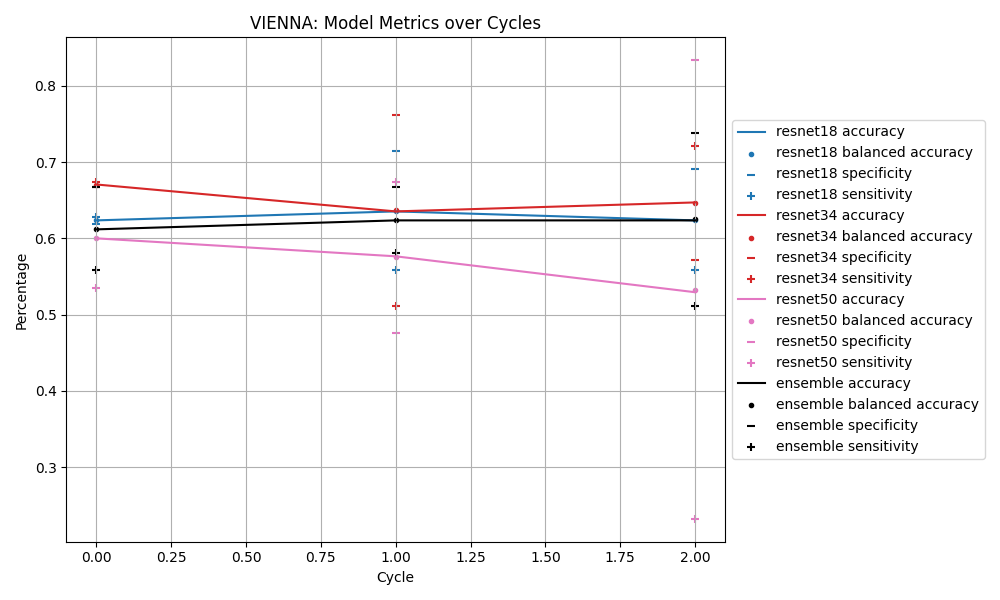 VIENNA: Model Metrics over Cycles
Percentage
0.8
0.7
0.6
0.5
0.4
0.3
0.00
0.25
0.50
0.75
1.00
1.25
1.50
1.75
2.00
Cycle
resnet18 accuracy
resnet18 balanced accuracy
resnet18 specificity
resnet18 sensitivity
resnet34 accuracy
resnet34 balanced accuracy
resnet34 specificity
resnet34 sensitivity
resnet50 accuracy
resnet50 balanced accuracy
resnet50 specificity
resnet50 sensitivity
ensemble accuracy
ensemble balanced accuracy
ensemble specificity
ensemble sensitivity